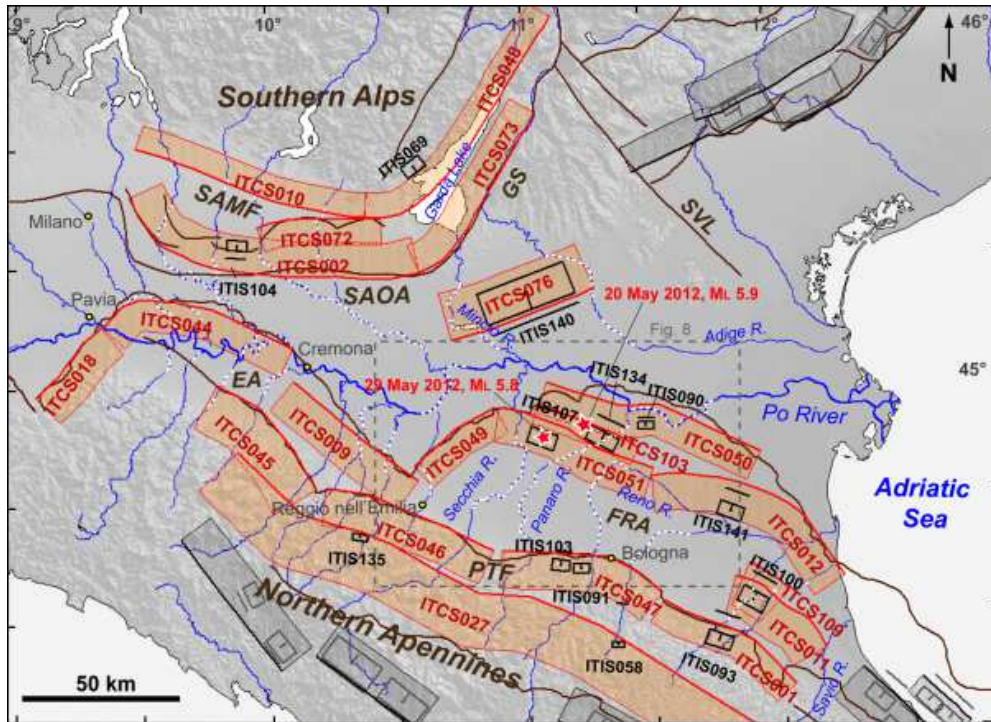 9°
10°
11°
12°
46°
N
Southern Alps
ITCS048
ITIS069
ITCS073
ITCS010
Garda Lake
GS
SAMF
SVL
Milano
ITCS072
ITCS002
ITIS104
SAOA
ITCS076
20 May 2012, ML 5.9
Pavia
Mincio R.
ITIS140
Fig. 8
Adige R.
ITCS044
Cremona
45°
ITCS018
EA
29 May 2012, ML 5.8
ITIS134
ITIS090
ITIS107
Po River
ITCS009
ITCS049
ITCS103
ITCS050
ITCS045
Secchia R.
ITCS051
Adriatic
Sea
Panaro R.
Reno R.
Reggio nell'Emilia
FRA
ITIS141
ITCS012
ITCS046
ITIS135
ITIS103
Bologna
ITIS100
PTF
ITIS091
ITCS047
ITCS109
ITCS027
ITCS011
Northern Apennines
ITIS058
ITIS093
ITCS001
Savio R.
50 km